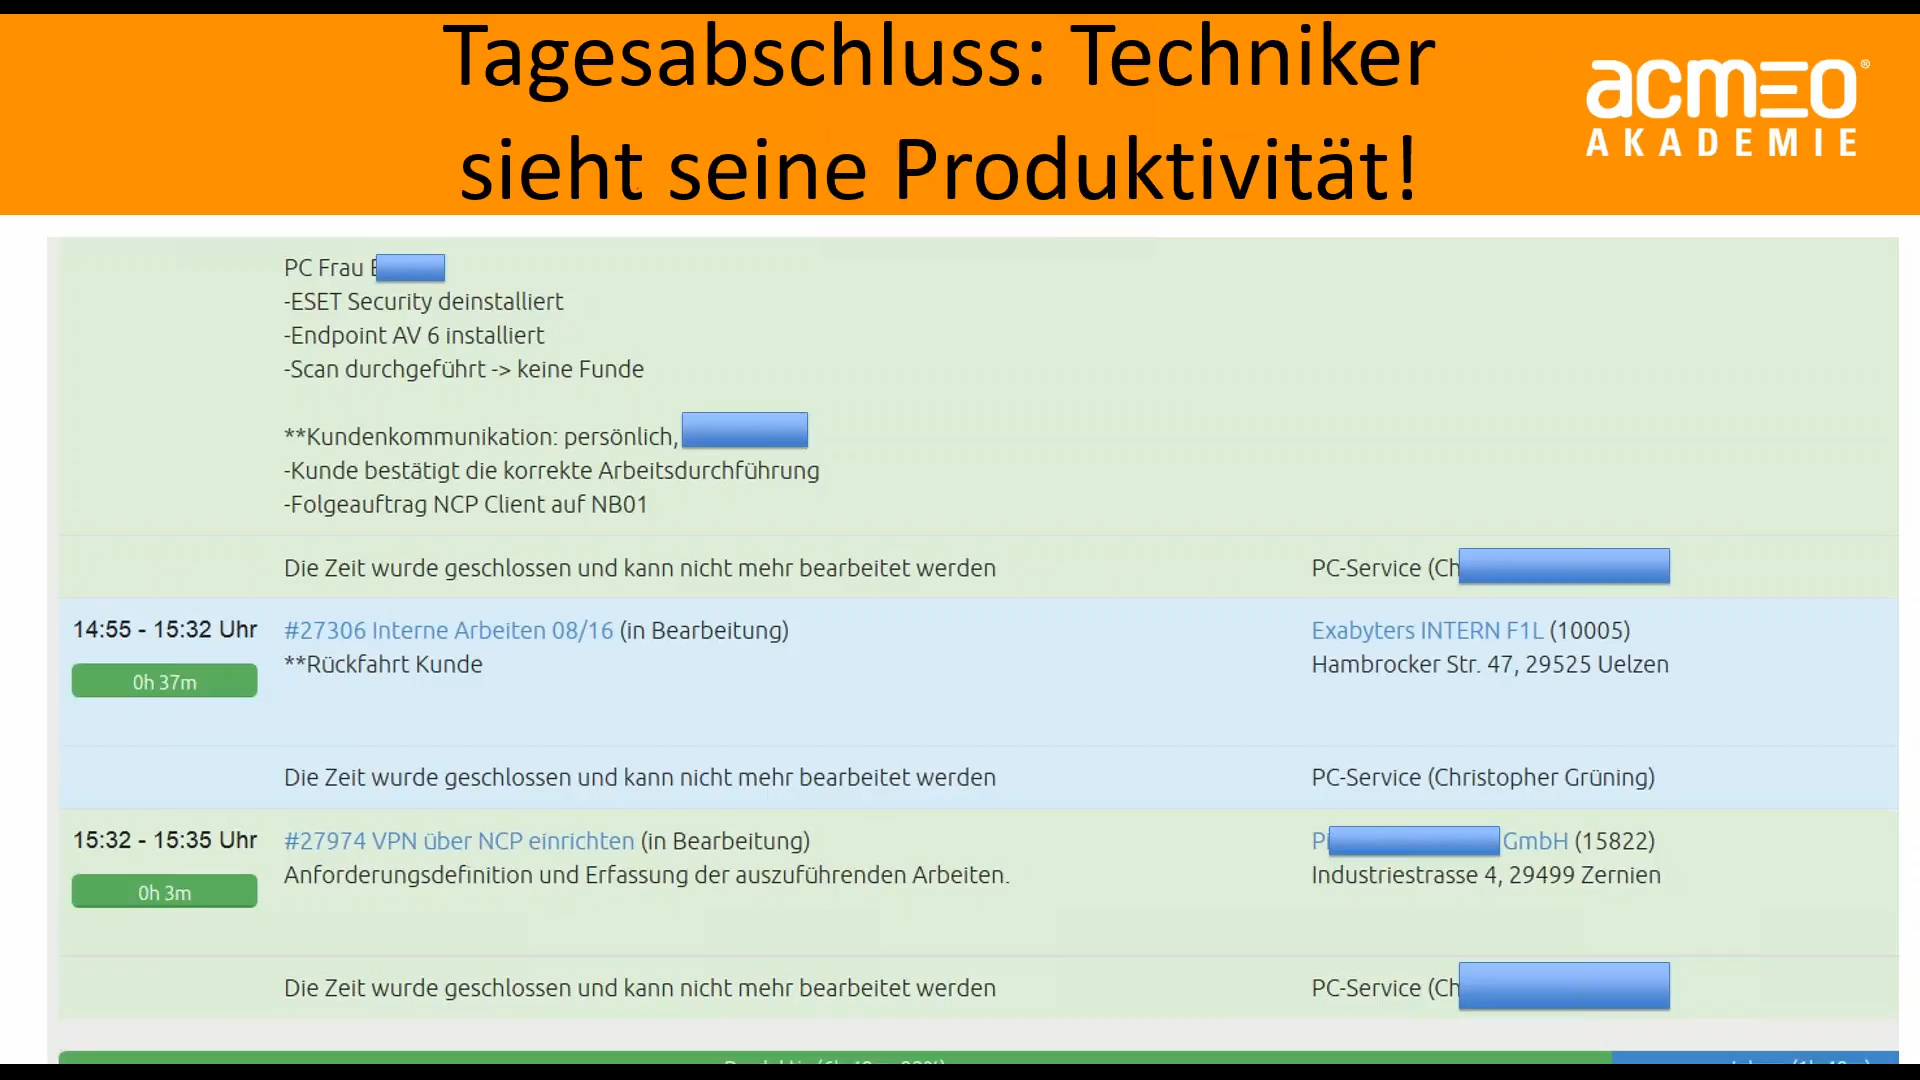 Tagesabschluss: Techniker
sieht seine Produktivität!
acmeo®
AKADEMIE
PC Frau
-ESET Security deinstalliert
-Endpoint AV 6 installiert
-Scan durchgeführt -> keine Funde
**Kundenkommunikation: persönlich,
-Kunde bestätigt die korrekte Arbeitsdurchführung
-Folgeauftrag NCP Client auf NB01
Die Zeit wurde geschlossen und kann nicht mehr bearbeitet werden PC-Service (Ch
14:55 - 15:32 Uhr #27306 Interne Arbeiten 08/16 (in Bearbeitung) Exabyters INTERN F1L (10005)
**Rückfahrt Kunde Hambrocker Str. 47, 29525 Uelzen
0h 37m
Die Zeit wurde geschlossen und kann nicht mehr bearbeitet werden PC-Service (Christopher Grüning)
15:32 - 15:35 Uhr #27974 VPN über NCP einrichten (in Bearbeitung) GmbH (15822)
Anforderungsdefinition und Erfassung der auszuführenden Arbeiten. Industriestrasse 4, 29499 Zernien
0h 3m
Die Zeit wurde geschlossen und kann nicht mehr bearbeitet werden PC-Service (Ch